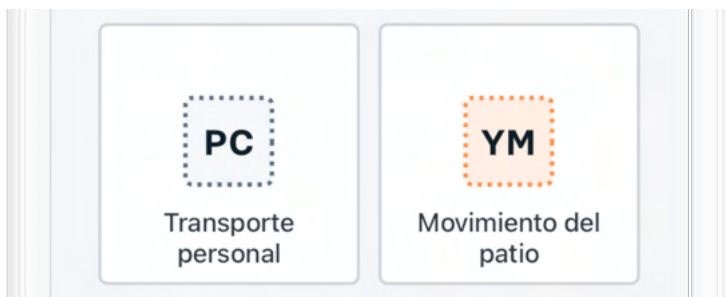 PC
YM
Transporte
personal
Movimiento del
patio